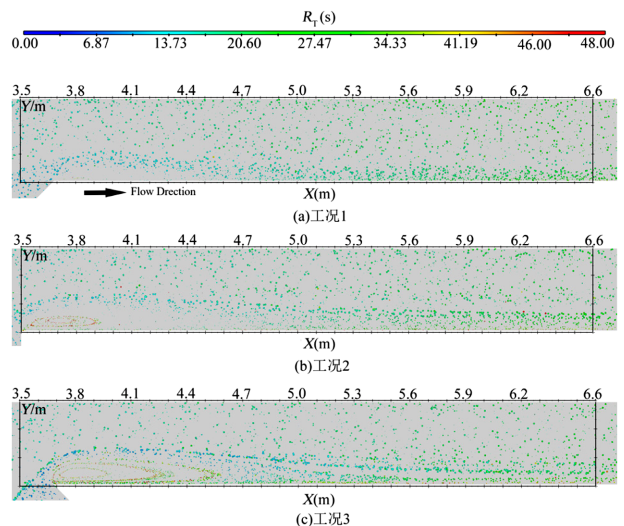 R_T(s)
0.00 6.87 13.73 20.60 27.47 34.33 41.19 46.00 48.00
3.5 3.8 4.1 4.4 4.7 5.0 5.3 5.6 5.9 6.2 6.6
Y/m
Flow Direction
X(m)
(a)工况1
3.5 3.8 4.1 4.4 4.7 5.0 5.3 5.6 5.9 6.2 6.6
Y/m
X(m)
(b)工况2
3.5 3.8 4.1 4.4 4.7 5.0 5.3 5.6 5.9 6.2 6.6
Y/m
X(m)
(c)工况3